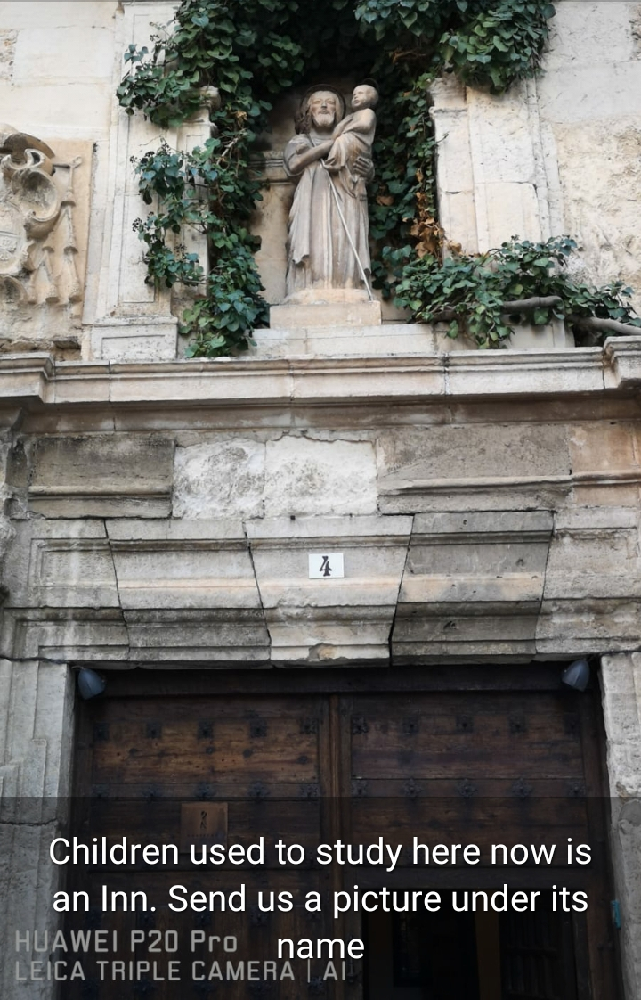 4
Children used to study here now is
an Inn. Send us a picture under its
name
HUAWEI P20 Pro
LEICA TRIPLE CAMERA | AI